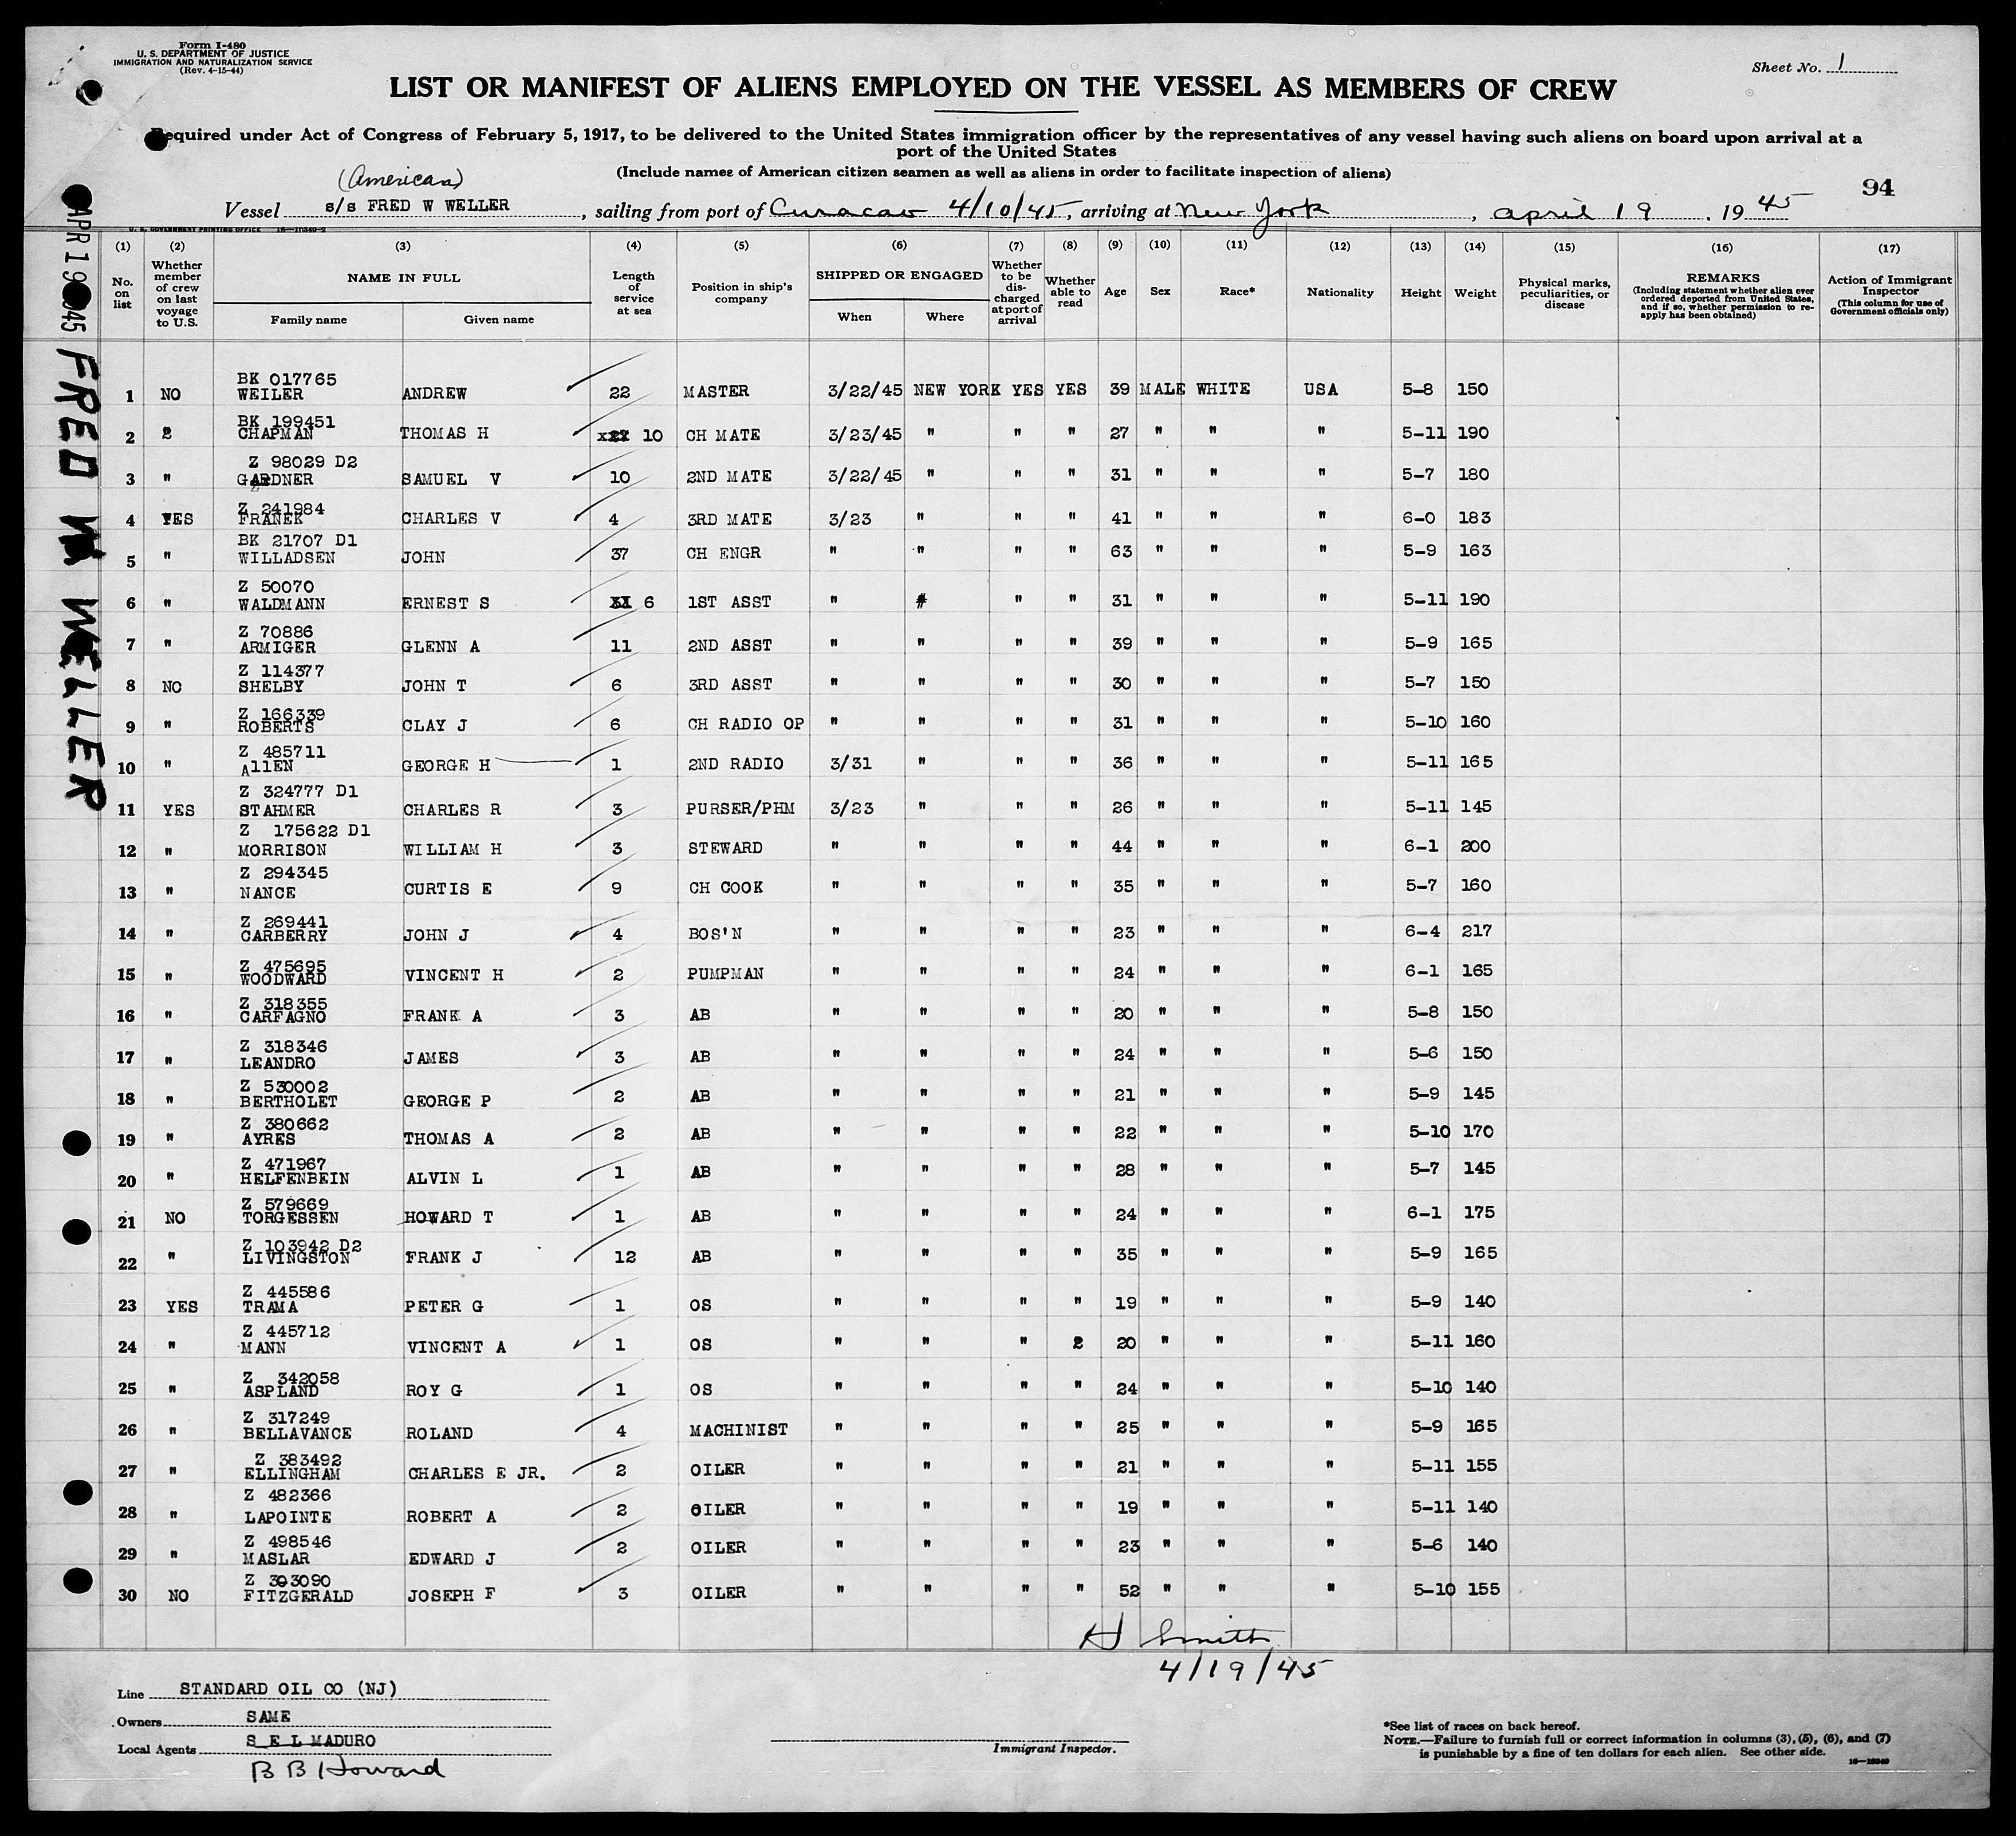 Form I-480
U. S. DEPARTMENT OF JUSTICE
IMMIGRATION AND NATURALIZATION SERVICE
(Rev. 4-15-44)
Sheet No. 1
LIST OR MANIFEST OF ALIENS EMPLOYED ON THE VESSEL AS MEMBERS OF CREW
Required under Act of Congress of February 5, 1917, to be delivered to the United States immigration officer by the representatives of any vessel having such aliens on board upon arrival at a
port of the United States
(Include names of American citizen seamen as well as aliens in order to facilitate inspection of aliens)
94
(American)
Vessel s/s FRED W WELLER, sailing from port of Curacao 4/10/45, arriving at New York, april 19, 1945
U. S. GOVERNMENT PRINTING OFFICE 16-10349-2
APR 19 1945 FRED W WELLER
(1) (2) (3) (4) (5) (6) (7) (8) (9) (10) (11) (12) (13) (14) (15) (16) (17)
No. on list
Whether member of crew on last voyage to U.S.
NAME IN FULL
Family name Given name
Length of service at sea
Position in ship's company
SHIPPED OR ENGAGED
When Where
Whether to be discharged at port of arrival
Whether able to read
Age Sex Race* Nationality Height Weight
Physical marks, peculiarities, or disease
REMARKS
(Including statement whether alien ever ordered deported from United States, and if so, whether permission to reapply has been obtained)
Action of Immigrant Inspector
(This column for use of Government officials only)
BK 017765
1 NO WEILER ANDREW 22 MASTER 3/22/45 NEW YORK YES YES 39 MALE WHITE USA 5-8 150
BK 199451
2 " CHAPMAN THOMAS H 10 CH MATE 3/23/45 " " " 27 " " " 5-11 190
Z 98029 D2
3 " GARDNER SAMUEL V 10 2ND MATE 3/22/45 " " " 31 " " " 5-7 180
Z 241984
4 YES FRANEK CHARLES V 4 3RD MATE 3/23 " " " 41 " " " 6-0 183
BK 21707 D1
5 " WILLADSEN JOHN 37 CH ENGR " " " " 63 " " " 5-9 163
Z 50070
6 " WALDMANN ERNEST S 6 1ST ASST " # " " 31 " " " 5-11 190
Z 70886
7 " ARMIGER GLENN A 11 2ND ASST " " " " 39 " " " 5-9 165
Z 114377
8 NO SHELBY JOHN T 6 3RD ASST " " " " 30 " " " 5-7 150
Z 166339
9 " ROBERTS CLAY J 6 CH RADIO OP " " " " 31 " " " 5-10 160
Z 485711
10 " AllEN GEORGE H 1 2ND RADIO 3/31 " " " 36 " " " 5-11 165
Z 324777 D1
11 YES STAHMER CHARLES R 3 PURSER/PHM 3/23 " " " 26 " " " 5-11 145
Z 175622 D1
12 " MORRISON WILLIAM H 3 STEWARD " " " " 44 " " " 6-1 200
Z 294345
13 " NANCE CURTIS E 9 CH COOK " " " " 35 " " " 5-7 160
Z 269441
14 " CARBERRY JOHN J 4 BOS'N " " " " 23 " " " 6-4 217
Z 475695
15 " WOODWARD VINCENT H 2 PUMPMAN " " " " 24 " " " 6-1 165
Z 318355
16 " CARFAGNO FRANK A 3 AB " " " " 20 " " " 5-8 150
Z 318346
17 " LEANDRO JAMES 3 AB " " " " 24 " " " 5-6 150
Z 530002
18 " BERTHOLET GEORGE P 2 AB " " " " 21 " " " 5-9 145
Z 380662
19 " AYRES THOMAS A 2 AB " " " " 22 " " " 5-10 170
Z 471967
20 " HELFENBEIN ALVIN L 1 AB " " " " 28 " " " 5-7 145
Z 579669
21 NO TORGESSEN HOWARD T 1 AB " " " " 24 " " " 6-1 175
Z 103942 D2
22 " LIVINGSTON FRANK J 12 AB " " " " 35 " " " 5-9 165
Z 445586
23 YES TRAMA PETER G 1 OS " " " " 19 " " " 5-9 140
Z 445712
24 " MANN VINCENT A 1 OS " " " 2 20 " " " 5-11 160
Z 342058
25 " ASPLAND ROY G 1 OS " " " " 24 " " " 5-10 140
Z 317249
26 " BELLAVANCE ROLAND 4 MACHINIST " " " " 25 " " " 5-9 165
Z 383492
27 " ELLINGHAM CHARLES E JR. 2 OILER " " " " 21 " " " 5-11 155
Z 482366
28 " LAPOINTE ROBERT A 2 OILER " " " " 19 " " " 5-11 140
Z 498546
29 " MASLAR EDWARD J 2 OILER " " " " 23 " " " 5-6 140
Z 303090
30 NO FITZGERALD JOSEPH F 3 OILER " " " " 52 " " " 5-10 155
H Smith
4/19/45
Line STANDARD OIL CO (NJ)
Owners SAME
Local Agents S E L MADURO
B B Howard
Immigrant Inspector.
*See list of races on back hereof.
NOTE.—Failure to furnish full or correct information in columns (3), (5), (6), and (7)
is punishable by a fine of ten dollars for each alien. See other side.
16—10349